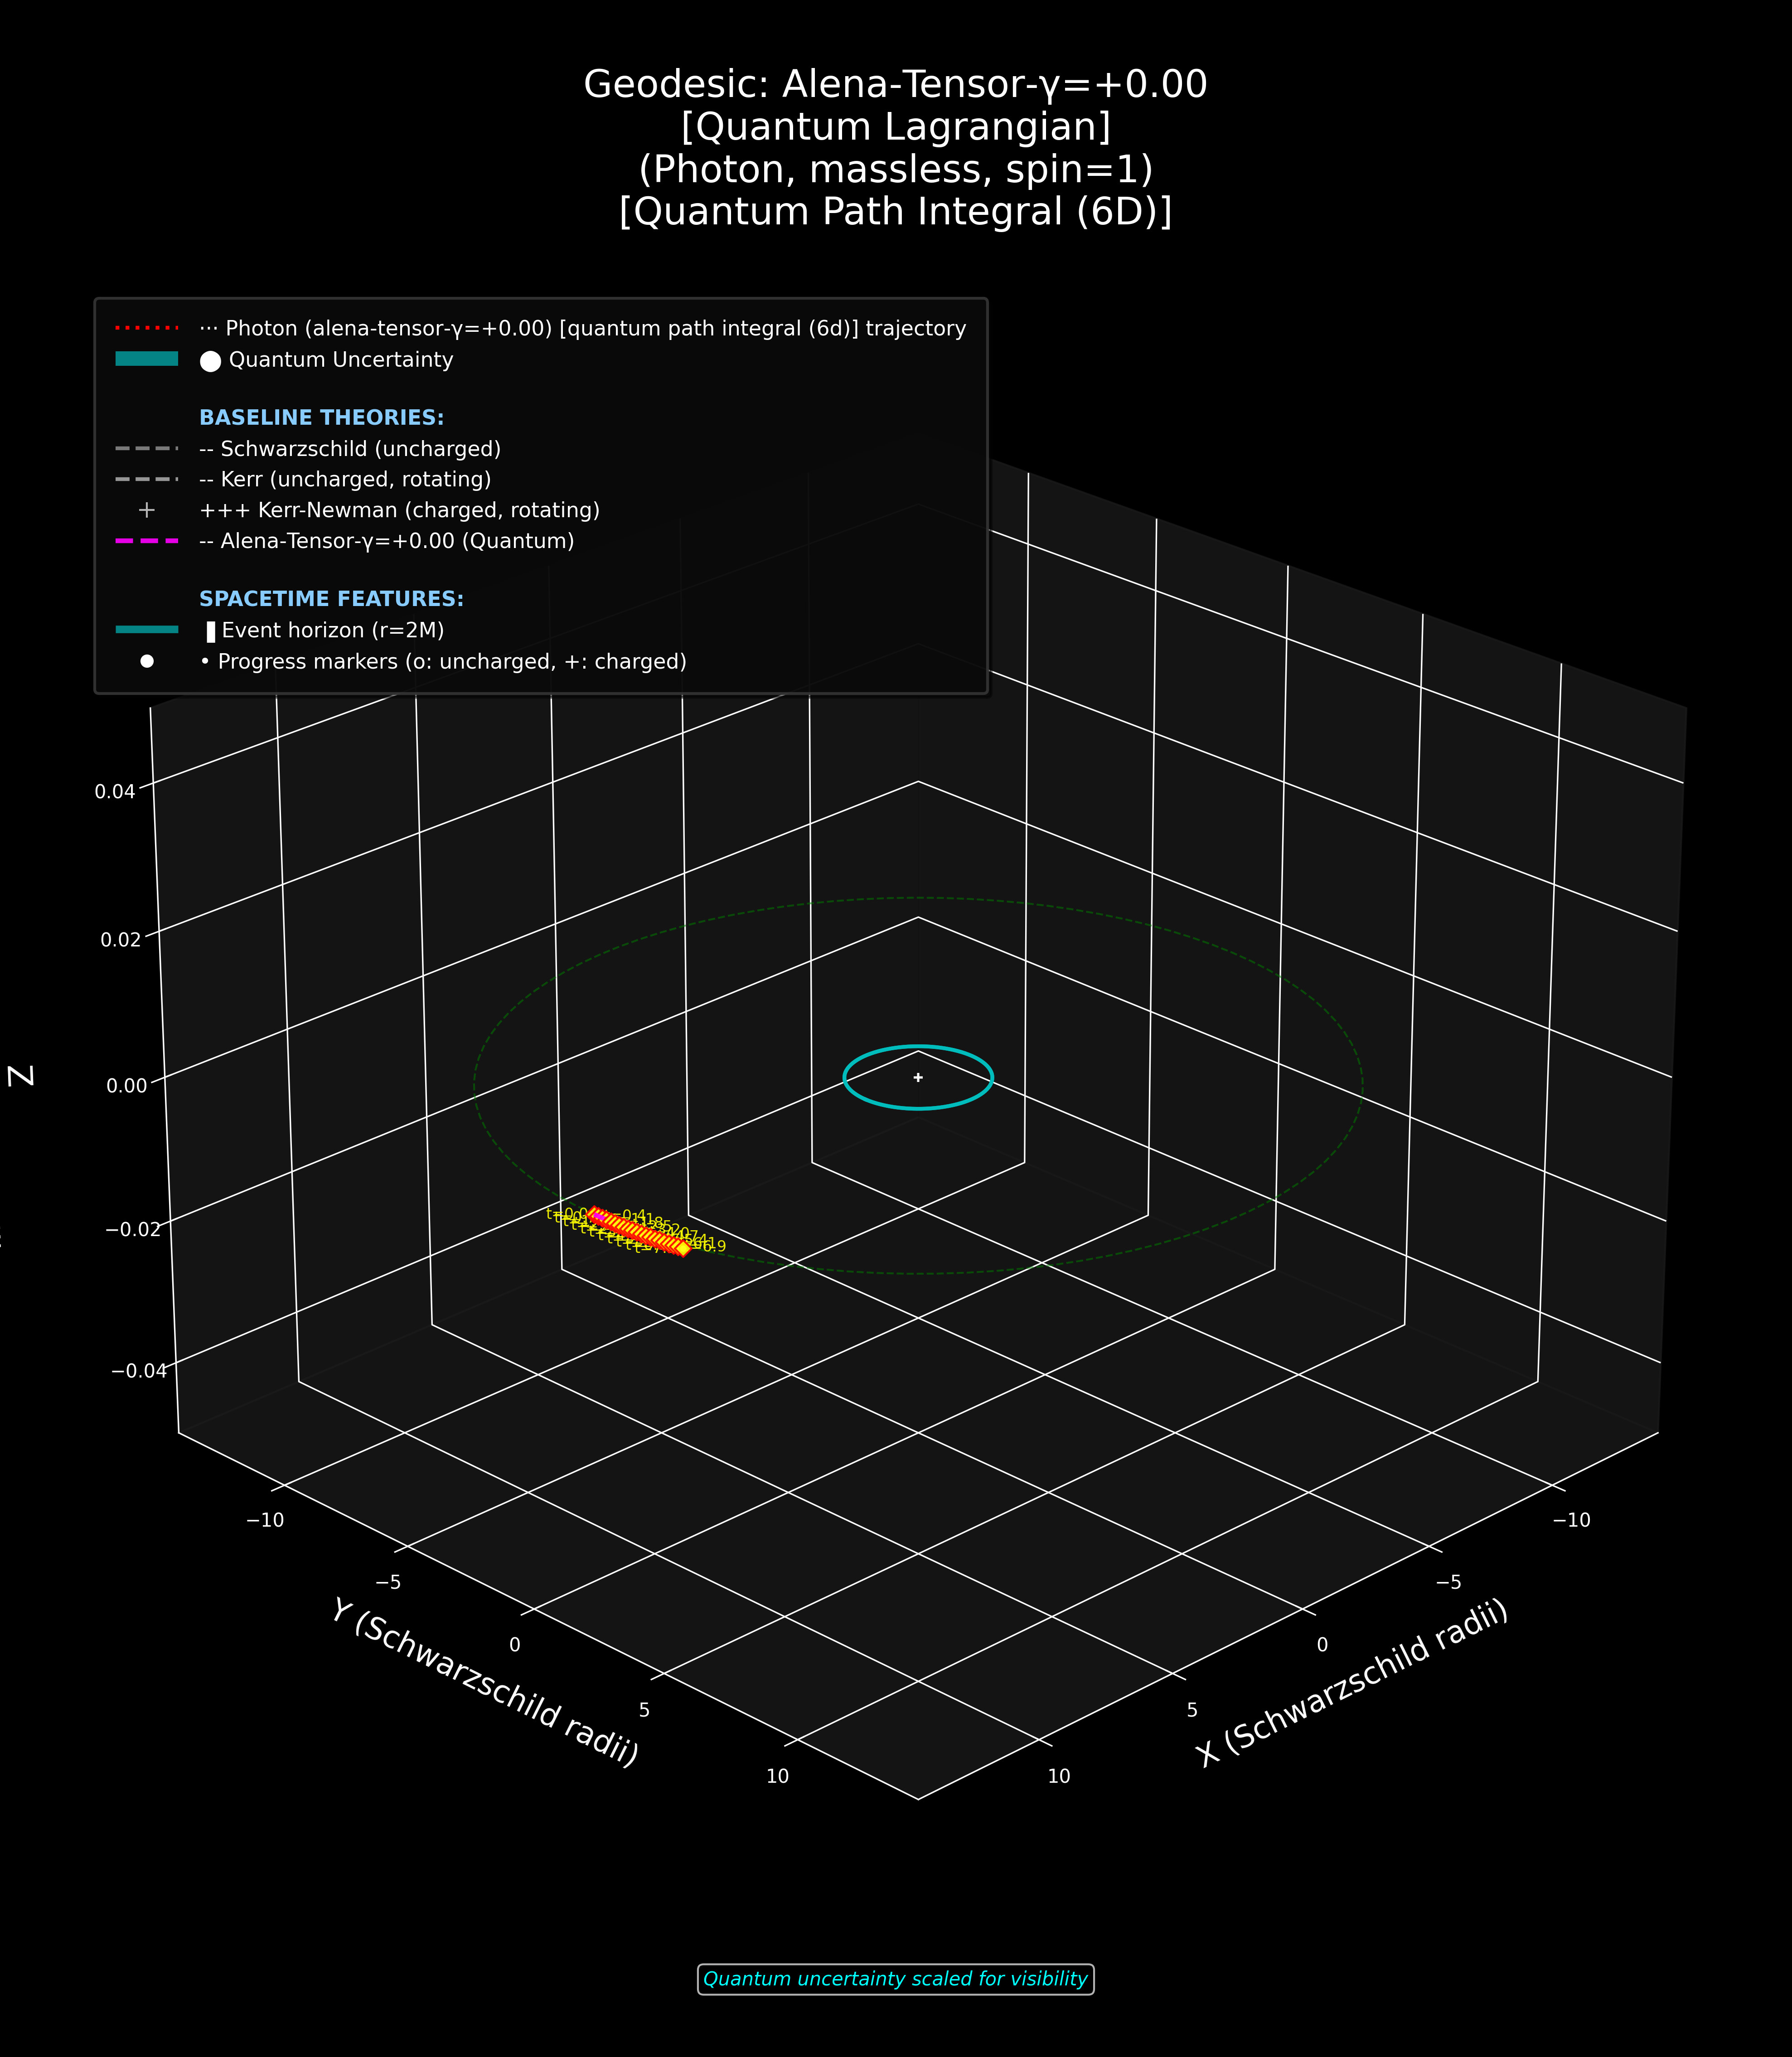 Geodesic: Alena-Tensor-γ=+0.00
[Quantum Lagrangian]
(Photon, massless, spin=1)
[Quantum Path Integral (6D)]
··· Photon (alena-tensor-γ=+0.00) [quantum path integral (6d)] trajectory
● Quantum Uncertainty
BASELINE THEORIES:
-- Schwarzschild (uncharged)
-- Kerr (uncharged, rotating)
+++ Kerr-Newman (charged, rotating)
-- Alena-Tensor-γ=+0.00 (Quantum)
SPACETIME FEATURES:
▐ Event horizon (r=2M)
• Progress markers (o: uncharged, +: charged)
0.04
0.02
0.00
−0.02
−0.04
Z
−10
−5
0
5
10
Y (Schwarzschild radii)
−10
−5
0
5
10
X (Schwarzschild radii)
t=0.0
Quantum uncertainty scaled for visibility